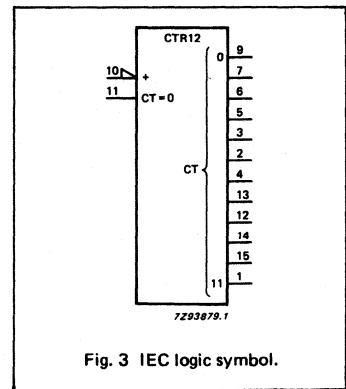 CTR12
0 9
10 + 7
11 CT = 0 6
5
3
2
CT
4
13
12
14
15
11 1
7Z93879.1
Fig. 3 IEC logic symbol.